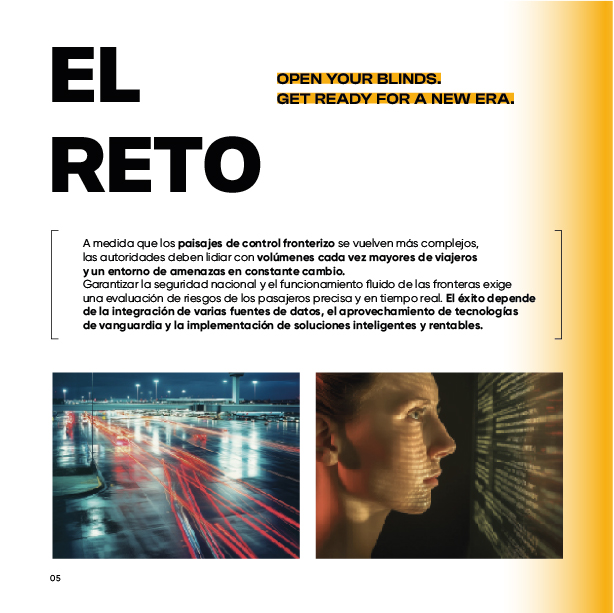 EL
RETO
OPEN YOUR BLINDS.
GET READY FOR A NEW ERA.
A medida que los paisajes de control fronterizo se vuelven más complejos,
las autoridades deben lidiar con volúmenes cada vez mayores de viajeros
y un entorno de amenazas en constante cambio.
Garantizar la seguridad nacional y el funcionamiento fluido de las fronteras exige
una evaluación de riesgos de los pasajeros precisa y en tiempo real. El éxito depende
de la integración de varias fuentes de datos, el aprovechamiento de tecnologías
de vanguardia y la implementación de soluciones inteligentes y rentables.
05